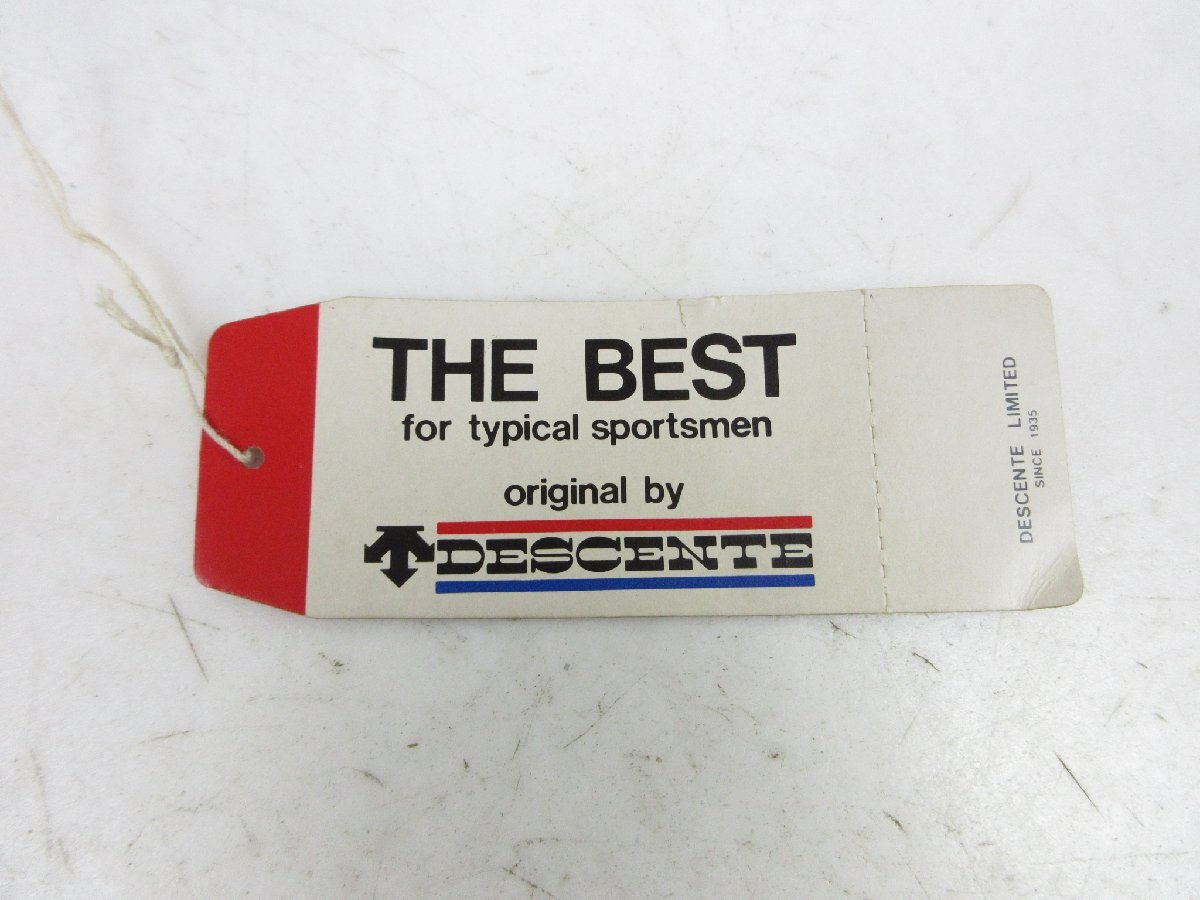 THE BEST
for typical sportsmen
original by
DESCENTE
DESCENTE LIMITED
SINCE 1935